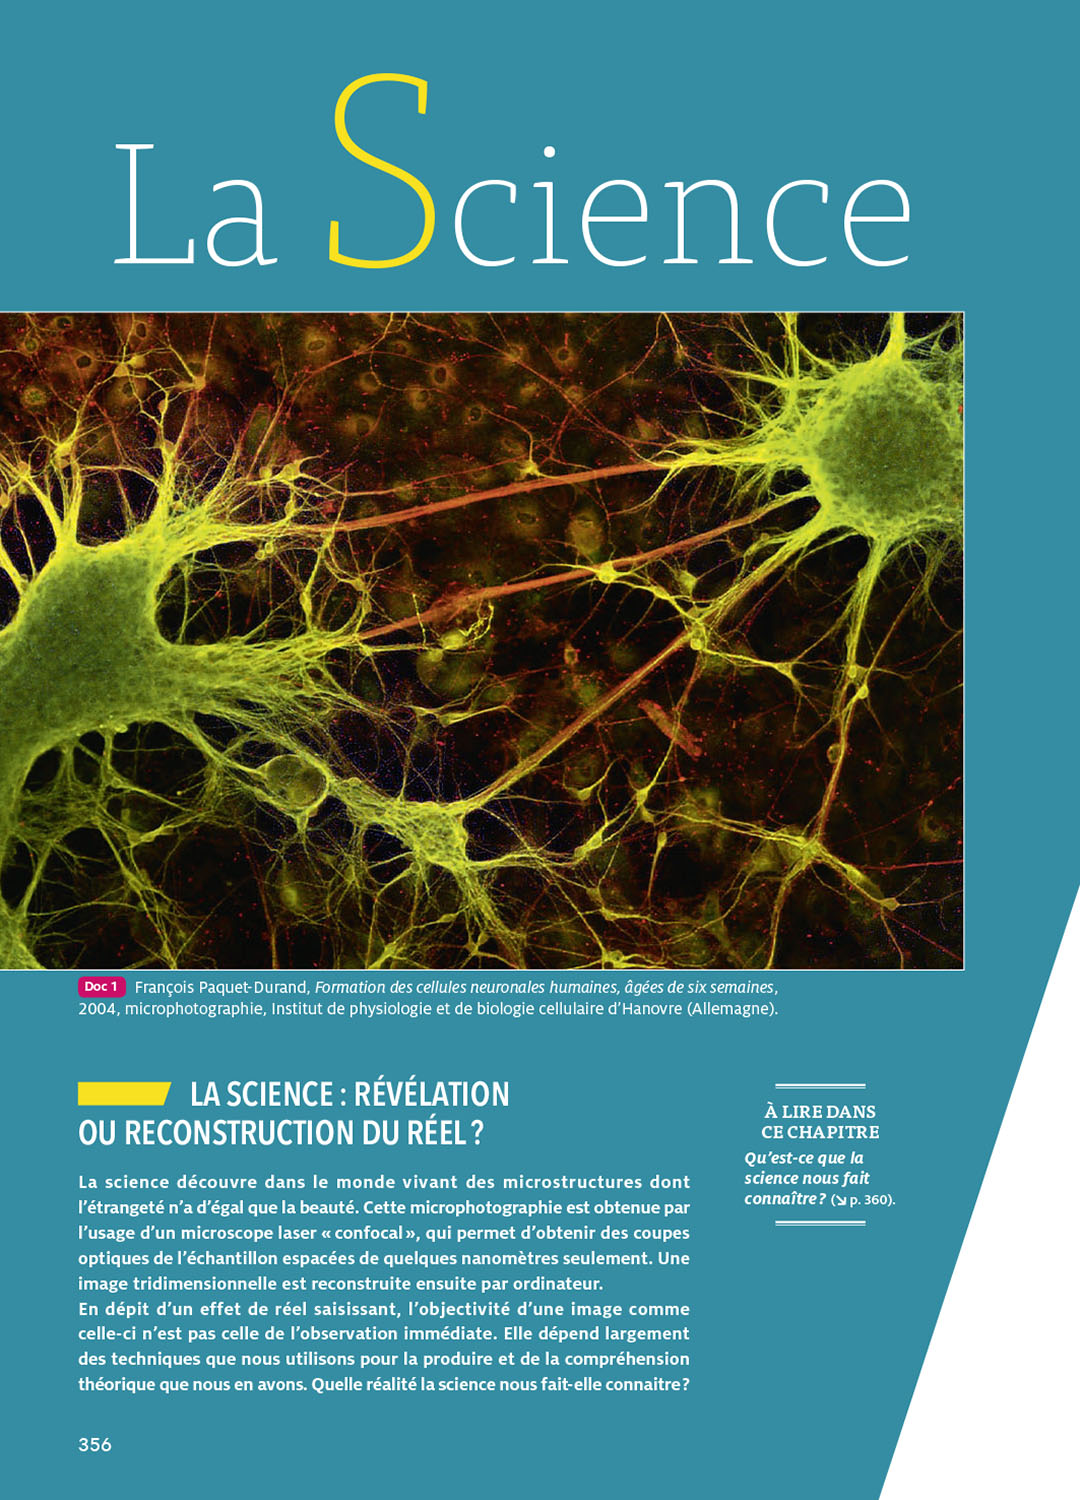 La Science
Doc 1 François Paquet-Durand, Formation des cellules neuronales humaines, âgées de six semaines,
2004, microphotographie, Institut de physiologie et de biologie cellulaire d'Hanovre (Allemagne).
LA SCIENCE : RÉVÉLATION
OU RECONSTRUCTION DU RÉEL ?
La science découvre dans le monde vivant des microstructures dont
l'étrangeté n'a d'égal que la beauté. Cette microphotographie est obtenue par
l'usage d'un microscope laser « confocal », qui permet d'obtenir des coupes
optiques de l'échantillon espacées de quelques nanomètres seulement. Une
image tridimensionnelle est reconstruite ensuite par ordinateur.
En dépit d'un effet de réel saisissant, l'objectivité d'une image comme
celle-ci n'est pas celle de l'observation immédiate. Elle dépend largement
des techniques que nous utilisons pour la produire et de la compréhension
théorique que nous en avons. Quelle réalité la science nous fait-elle connaitre ?
À LIRE DANS
CE CHAPITRE
Qu'est-ce que la
science nous fait
connaître ? (↘ p. 360).
356